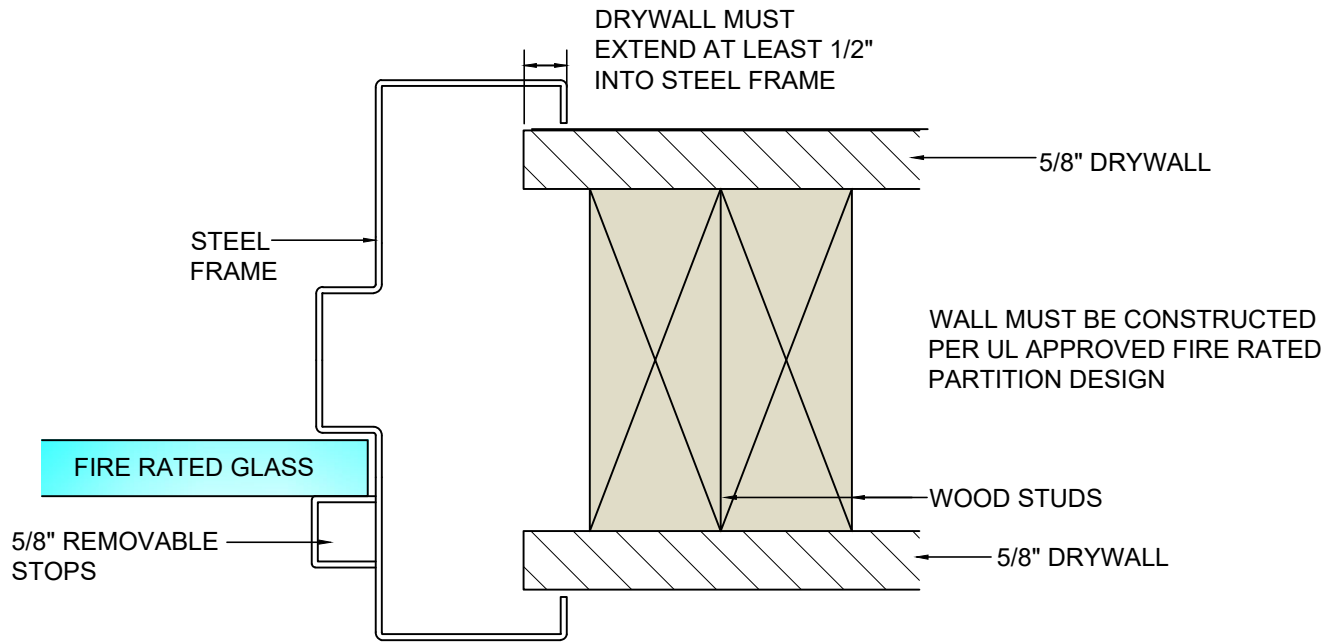 DRYWALL MUST
EXTEND AT LEAST 1/2"
INTO STEEL FRAME
5/8" DRYWALL
STEEL
FRAME
WALL MUST BE CONSTRUCTED
PER UL APPROVED FIRE RATED
PARTITION DESIGN
FIRE RATED GLASS
WOOD STUDS
5/8" REMOVABLE
STOPS
5/8" DRYWALL